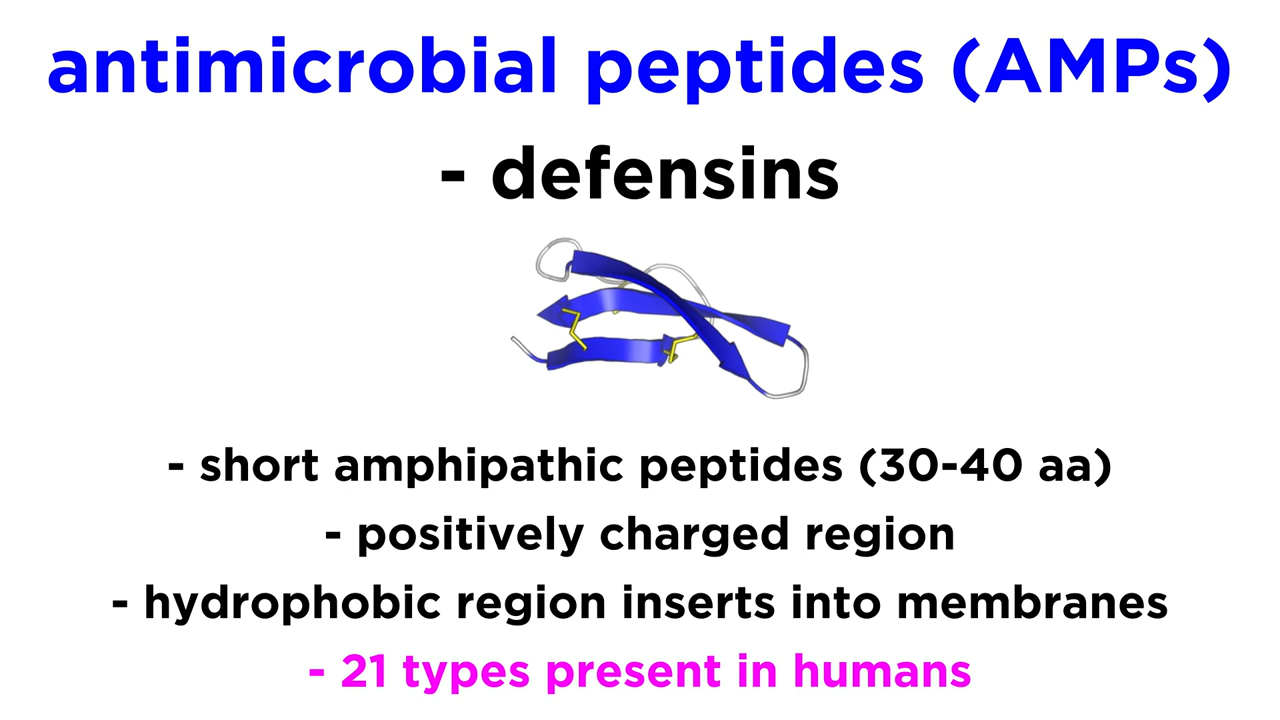 antimicrobial peptides (AMPs)
- defensins
- short amphipathic peptides (30-40 aa)
- positively charged region
- hydrophobic region inserts into membranes
- 21 types present in humans